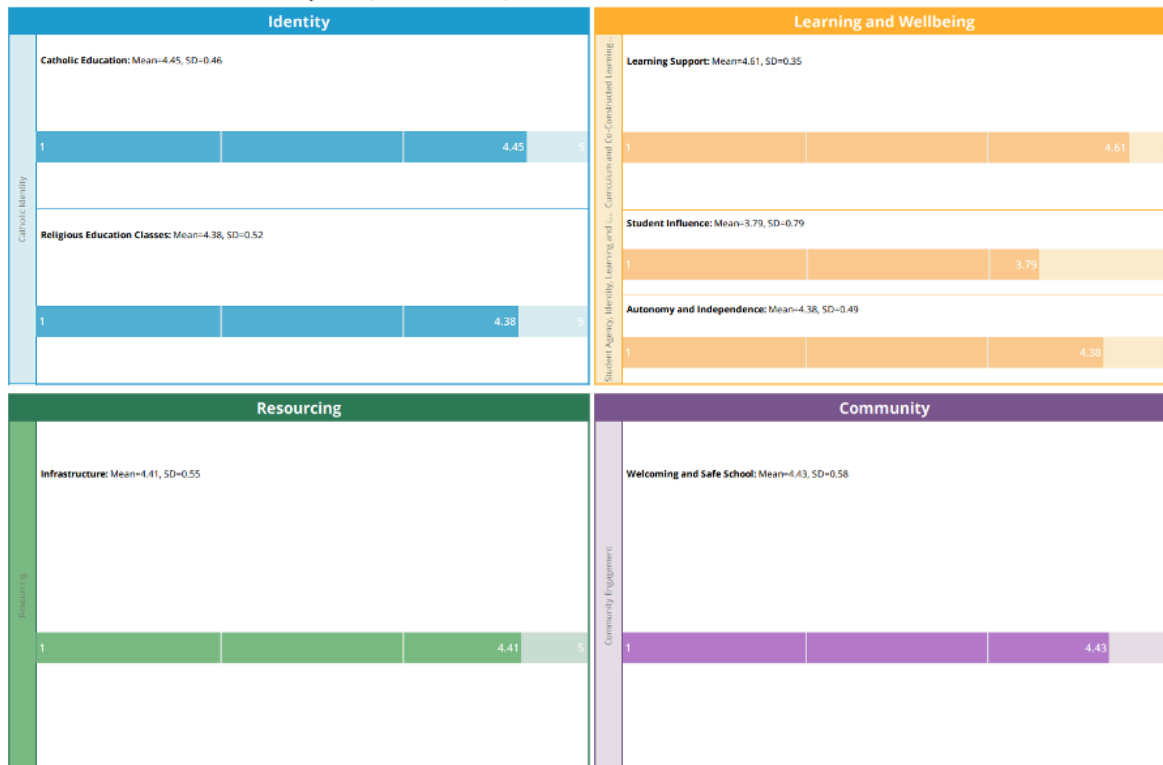 Identity
Catholic Identity
Catholic Education: Mean=4.45, SD=0.46
1 4.45 5
Religious Education Classes: Mean=4.38, SD=0.52
1 4.38 5
Learning and Wellbeing
Curriculum and Co-Constructed Learning...
Learning Support: Mean=4.61, SD=0.35
1 4.61
Student Agency, Identity, Learning and L...
Student Influence: Mean=3.79, SD=0.79
1 3.79
Autonomy and Independence: Mean=4.38, SD=0.49
1 4.38
Resourcing
Resourcing
Infrastructure: Mean=4.41, SD=0.55
1 4.41 5
Community
Community Engagement
Welcoming and Safe School: Mean=4.43, SD=0.58
1 4.43